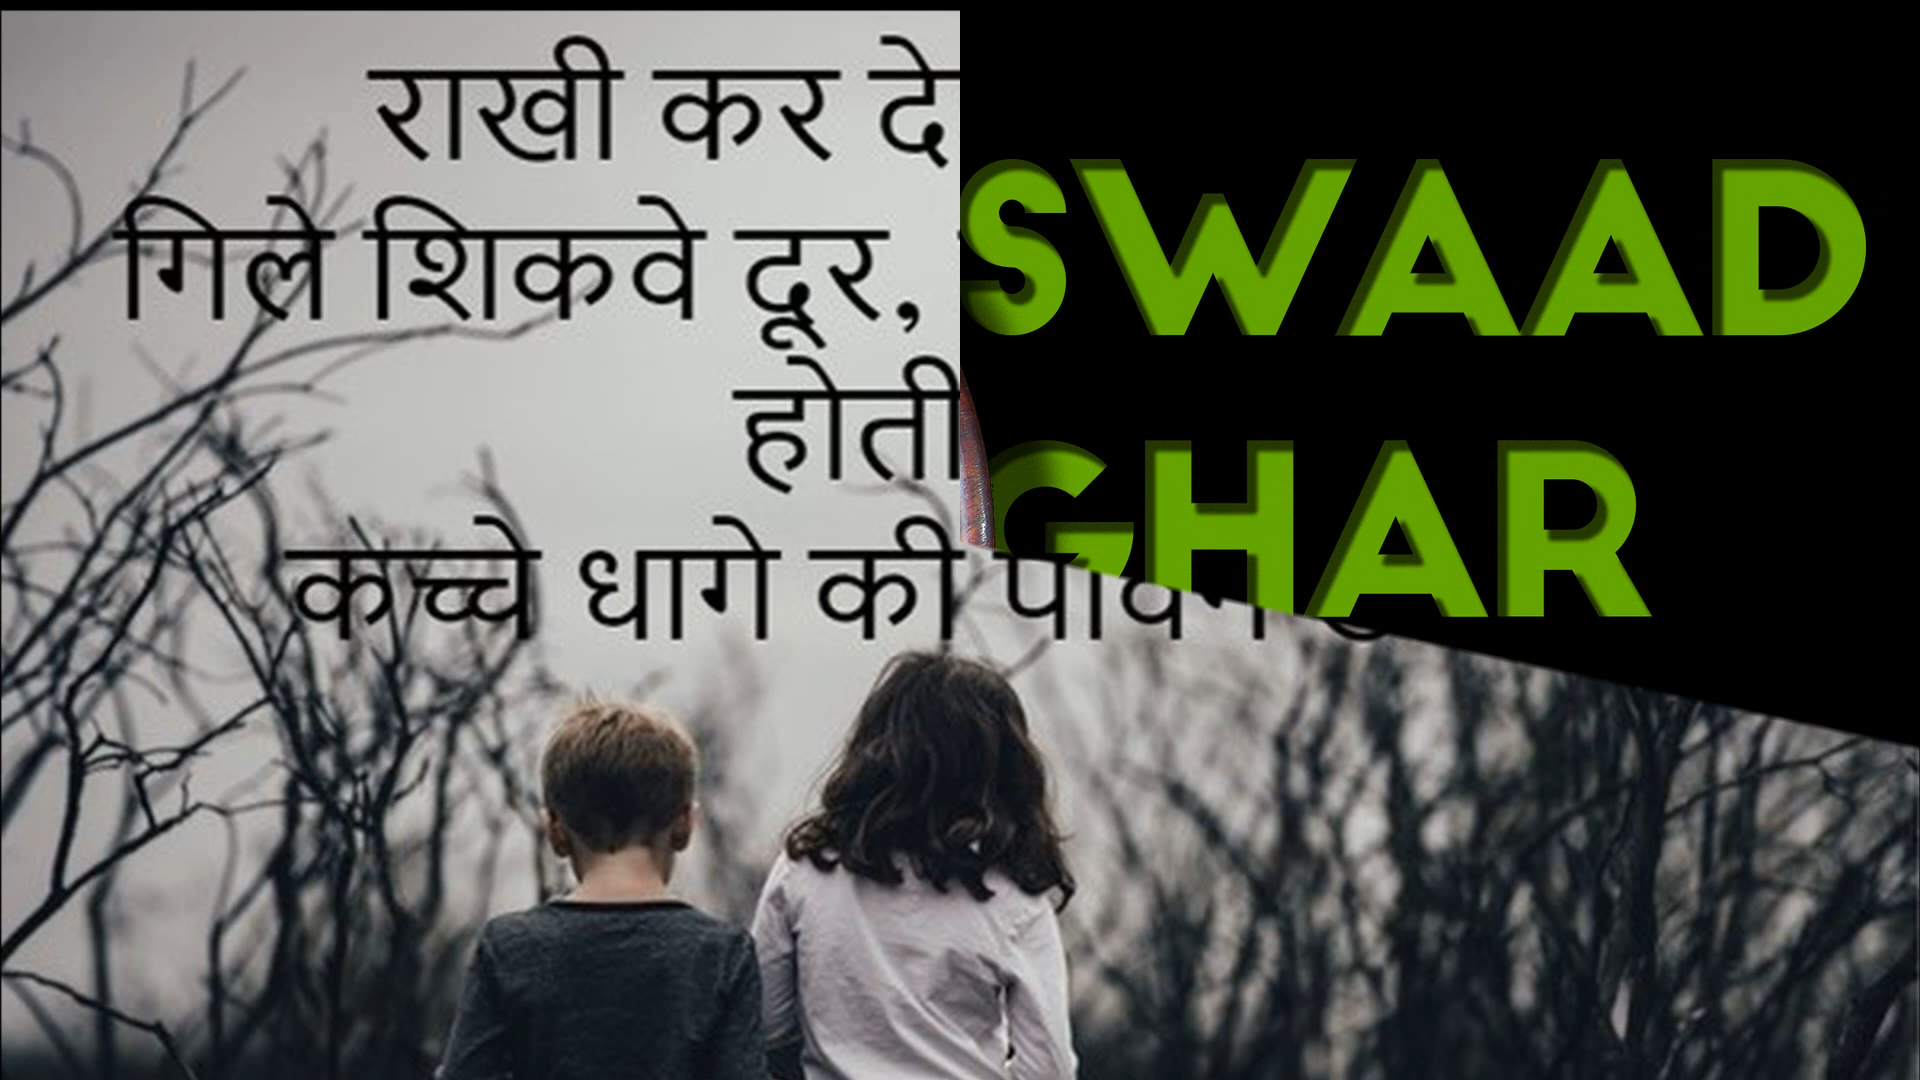 राखी कर दे
गिले शिकवे दूर,
होती
कच्चे धागे की
SWAAD
GHAR